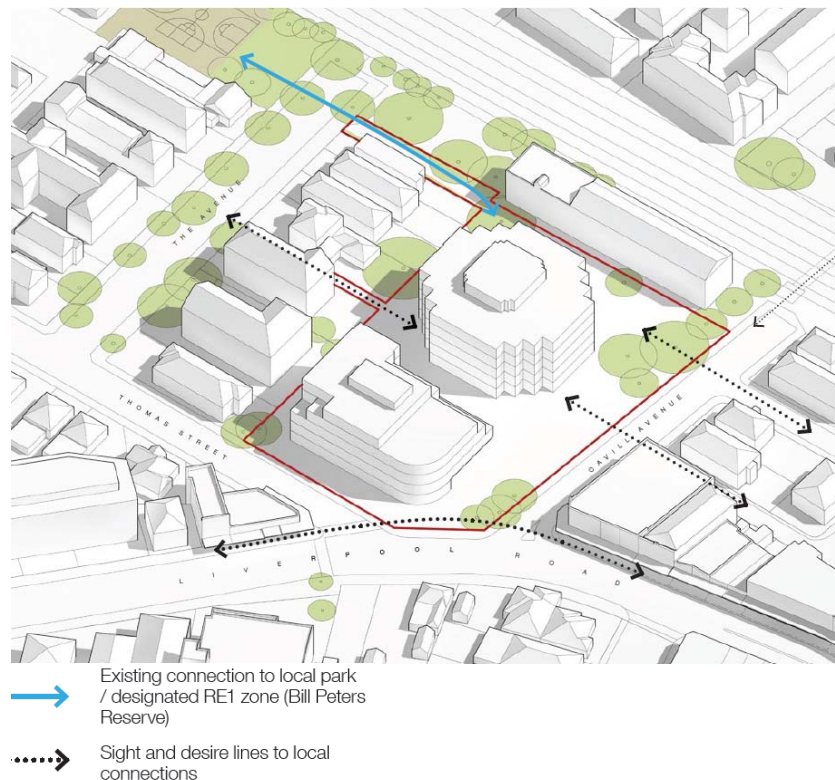 THE AVENUE
THOMAS STREET
CAVILL AVENUE
LIVERPOOL ROAD
Existing connection to local park
/ designated RE1 zone (Bill Peters
Reserve)
Sight and desire lines to local
connections